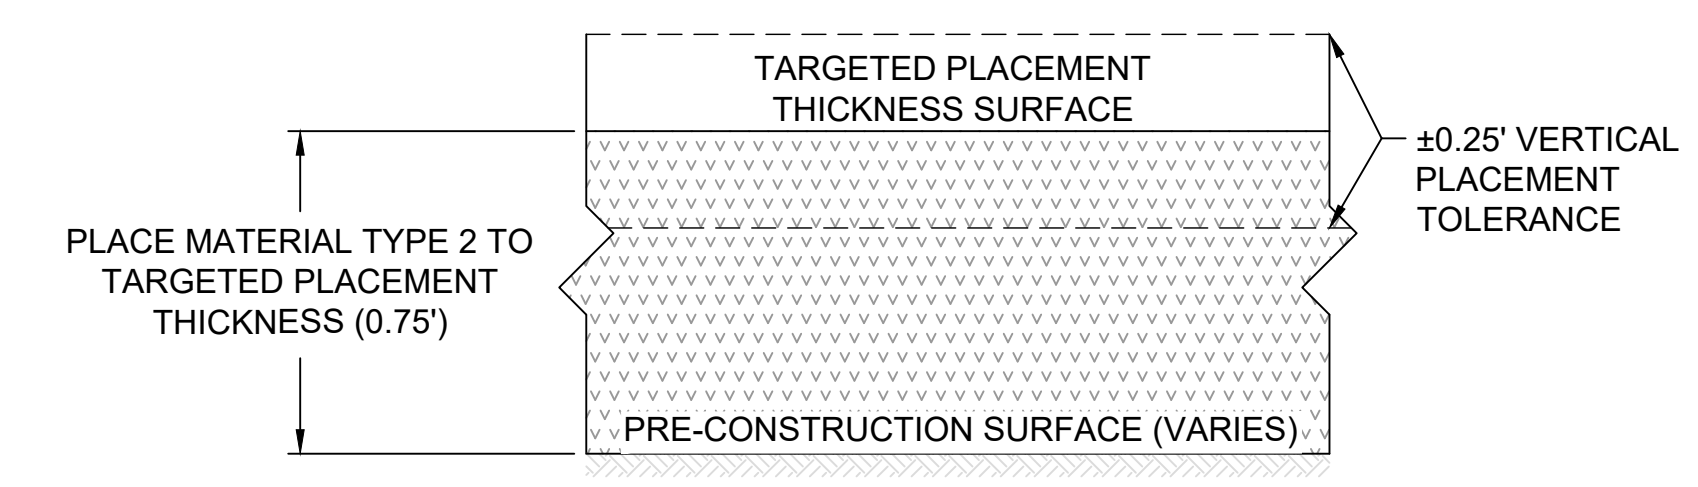 TARGETED PLACEMENT
THICKNESS SURFACE
±0.25' VERTICAL
PLACEMENT
TOLERANCE
PLACE MATERIAL TYPE 2 TO
TARGETED PLACEMENT
THICKNESS (0.75')
PRE-CONSTRUCTION SURFACE (VARIES)